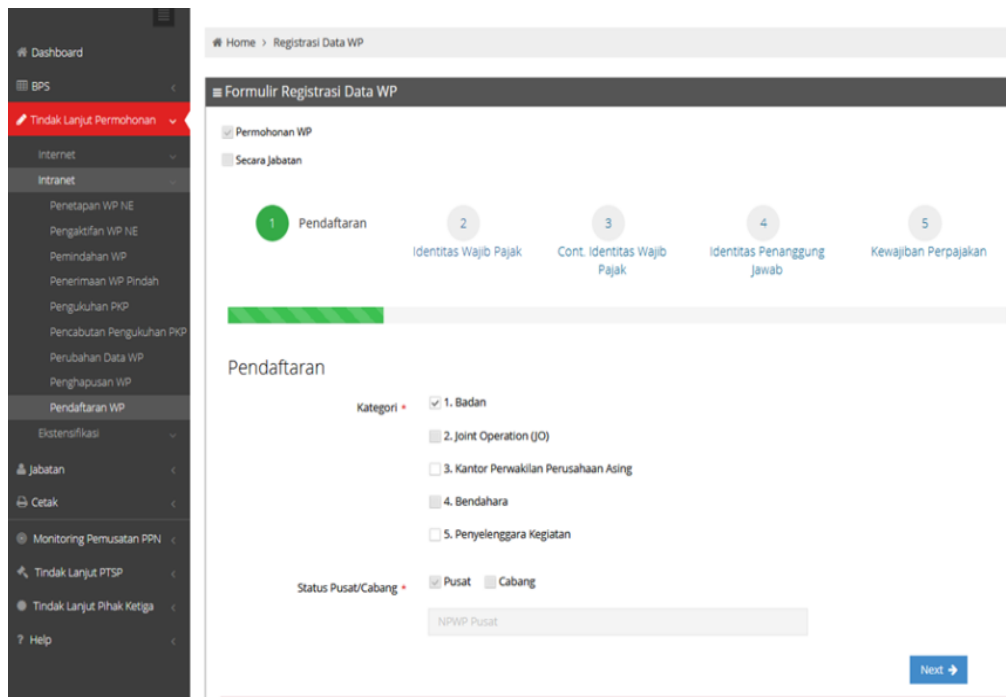 Dashboard
BPS
Tindak Lanjut Permohonan
Internet
Intranet
Penetapan WP NE
Pengaktifan WP NE
Pemindahan WP
Penerimaan WP Pindah
Pengukuhan PKP
Pencabutan Pengukuhan PKP
Perubahan Data WP
Penghapusan WP
Pendaftaran WP
Ekstensifikasi
Jabatan
Cetak
Monitoring Pemusatan PPN
Tindak Lanjut PTSP
Tindak Lanjut Pihak Ketiga
? Help
Home > Registrasi Data WP
Formulir Registrasi Data WP
Permohonan WP
Secara Jabatan
1 Pendaftaran
2
Identitas Wajib Pajak
3
Cont. Identitas Wajib
Pajak
4
Identitas Penanggung
Jawab
5
Kewajiban Perpajakan
Pendaftaran
Kategori *
1. Badan
2. Joint Operation (JO)
3. Kantor Perwakilan Perusahaan Asing
4. Bendahara
5. Penyelenggara Kegiatan
Status Pusat/Cabang * Pusat Cabang
NPWP Pusat
Next →